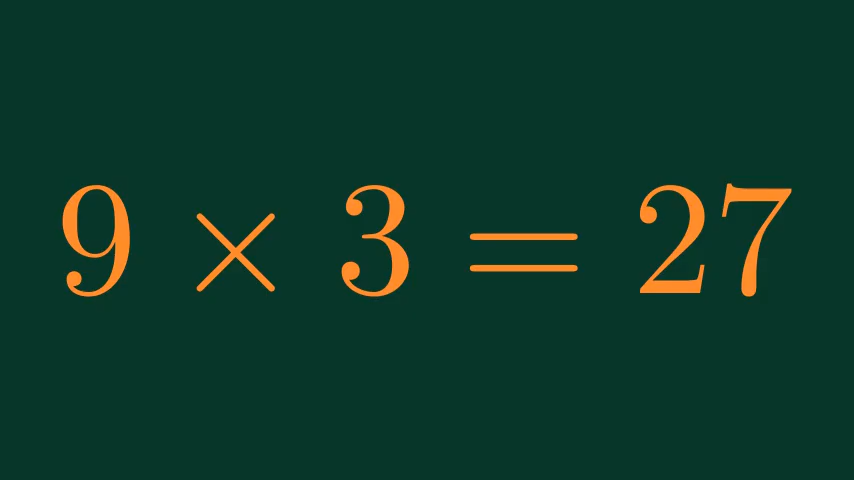 9 × 3 = 27